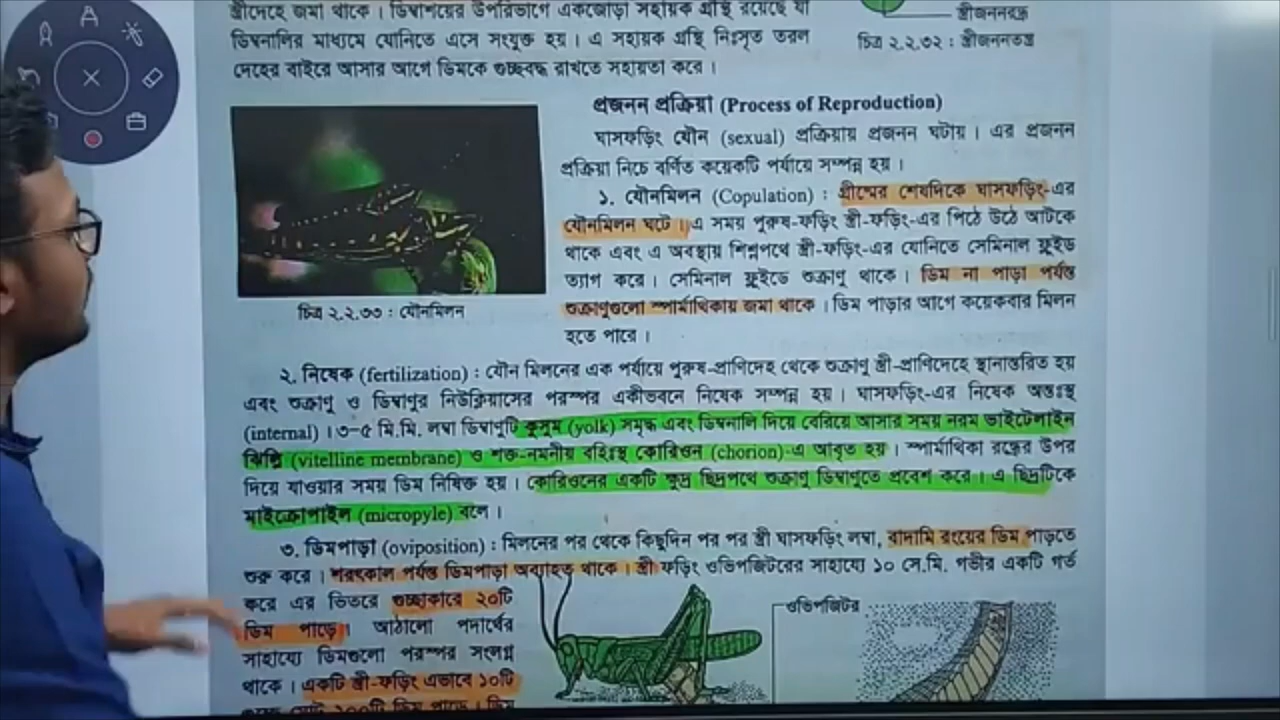 স্ত্রীদেহে জমা থাকে। ডিম্বাশয়ের উপরিভাগে একজোড়া সহায়ক গ্রন্থি রয়েছে যা
ডিম্বনালির মাধ্যমে যোনিতে এসে সংযুক্ত হয়। এ সহায়ক গ্রন্থি নিঃসৃত তরল
দেহের বাইরে আসার আগে ডিমকে গুচ্ছবদ্ধ রাখতে সহায়তা করে।
স্ত্রীজননরন্ধ্র
চিত্র ২.২.৩২ : স্ত্রীজননতন্ত্র
প্রজনন প্রক্রিয়া (Process of Reproduction)
ঘাসফড়িং যৌন (sexual) প্রক্রিয়ায় প্রজনন ঘটায়। এর প্রজনন
প্রক্রিয়া নিচে বর্ণিত কয়েকটি পর্যায়ে সম্পন্ন হয়।
১. যৌনমিলন (Copulation) : গ্রীষ্মের শেষদিকে ঘাসফড়িং-এর
যৌনমিলন ঘটে। এ সময় পুরুষ-ফড়িং স্ত্রী-ফড়িং-এর পিঠে উঠে আটকে
থাকে এবং এ অবস্থায় শিশ্নপথে স্ত্রী-ফড়িং-এর যোনিতে সেমিনাল ফ্লুইড
ত্যাগ করে। সেমিনাল ফ্লুইডে শুক্রাণু থাকে। ডিম না পাড়া পর্যন্ত
শুক্রাণুগুলো স্পার্মাথিকায় জমা থাকে। ডিম পাড়ার আগে কয়েকবার মিলন
হতে পারে।
চিত্র ২.২.৩৩ : যৌনমিলন
২. নিষেক (fertilization) : যৌন মিলনের এক পর্যায়ে পুরুষ-প্রাণিদেহ থেকে শুক্রাণু স্ত্রী-প্রাণিদেহে স্থানান্তরিত হয়
এবং শুক্রাণু ও ডিম্বাণুর নিউক্লিয়াসের পরস্পর একীভবনে নিষেক সম্পন্ন হয়। ঘাসফড়িং-এর নিষেক অন্তঃস্থ
(internal)। ৩-৫ মি.মি. লম্বা ডিম্বাণুটি কুসুম (yolk) সমৃদ্ধ এবং ডিম্বনালি দিয়ে বেরিয়ে আসার সময় নরম ভাইটেলাইন
ঝিল্লি (vitelline membrane) ও শক্ত-নমনীয় বহিঃস্থ কোরিওন (chorion)-এ আবৃত হয়। স্পার্মাথিকা রন্ধ্রের উপর
দিয়ে যাওয়ার সময় ডিম নিষিক্ত হয়। কোরিওনের একটি ক্ষুদ্র ছিদ্রপথে শুক্রাণু ডিম্বাণুতে প্রবেশ করে। এ ছিদ্রটিকে
মাইক্রোপাইল (micropyle) বলে।
৩. ডিমপাড়া (oviposition) : মিলনের পর থেকে কিছুদিন পর পর স্ত্রী ঘাসফড়িং লম্বা, বাদামি রংয়ের ডিম পাড়তে
শুরু করে। শরৎকাল পর্যন্ত ডিমপাড়া অব্যাহত থাকে। স্ত্রী ফড়িং ওভিপজিটরের সাহায্যে ১০ সে.মি. গভীর একটি গর্ত
করে এর ভিতরে গুচ্ছাকারে ২০টি
ডিম পাড়ে। আঠালো পদার্থের
সাহায্যে ডিমগুলো পরস্পর সংলগ্ন
থাকে। একটি স্ত্রী-ফড়িং এভাবে ১০টি
ওভিপজিটর